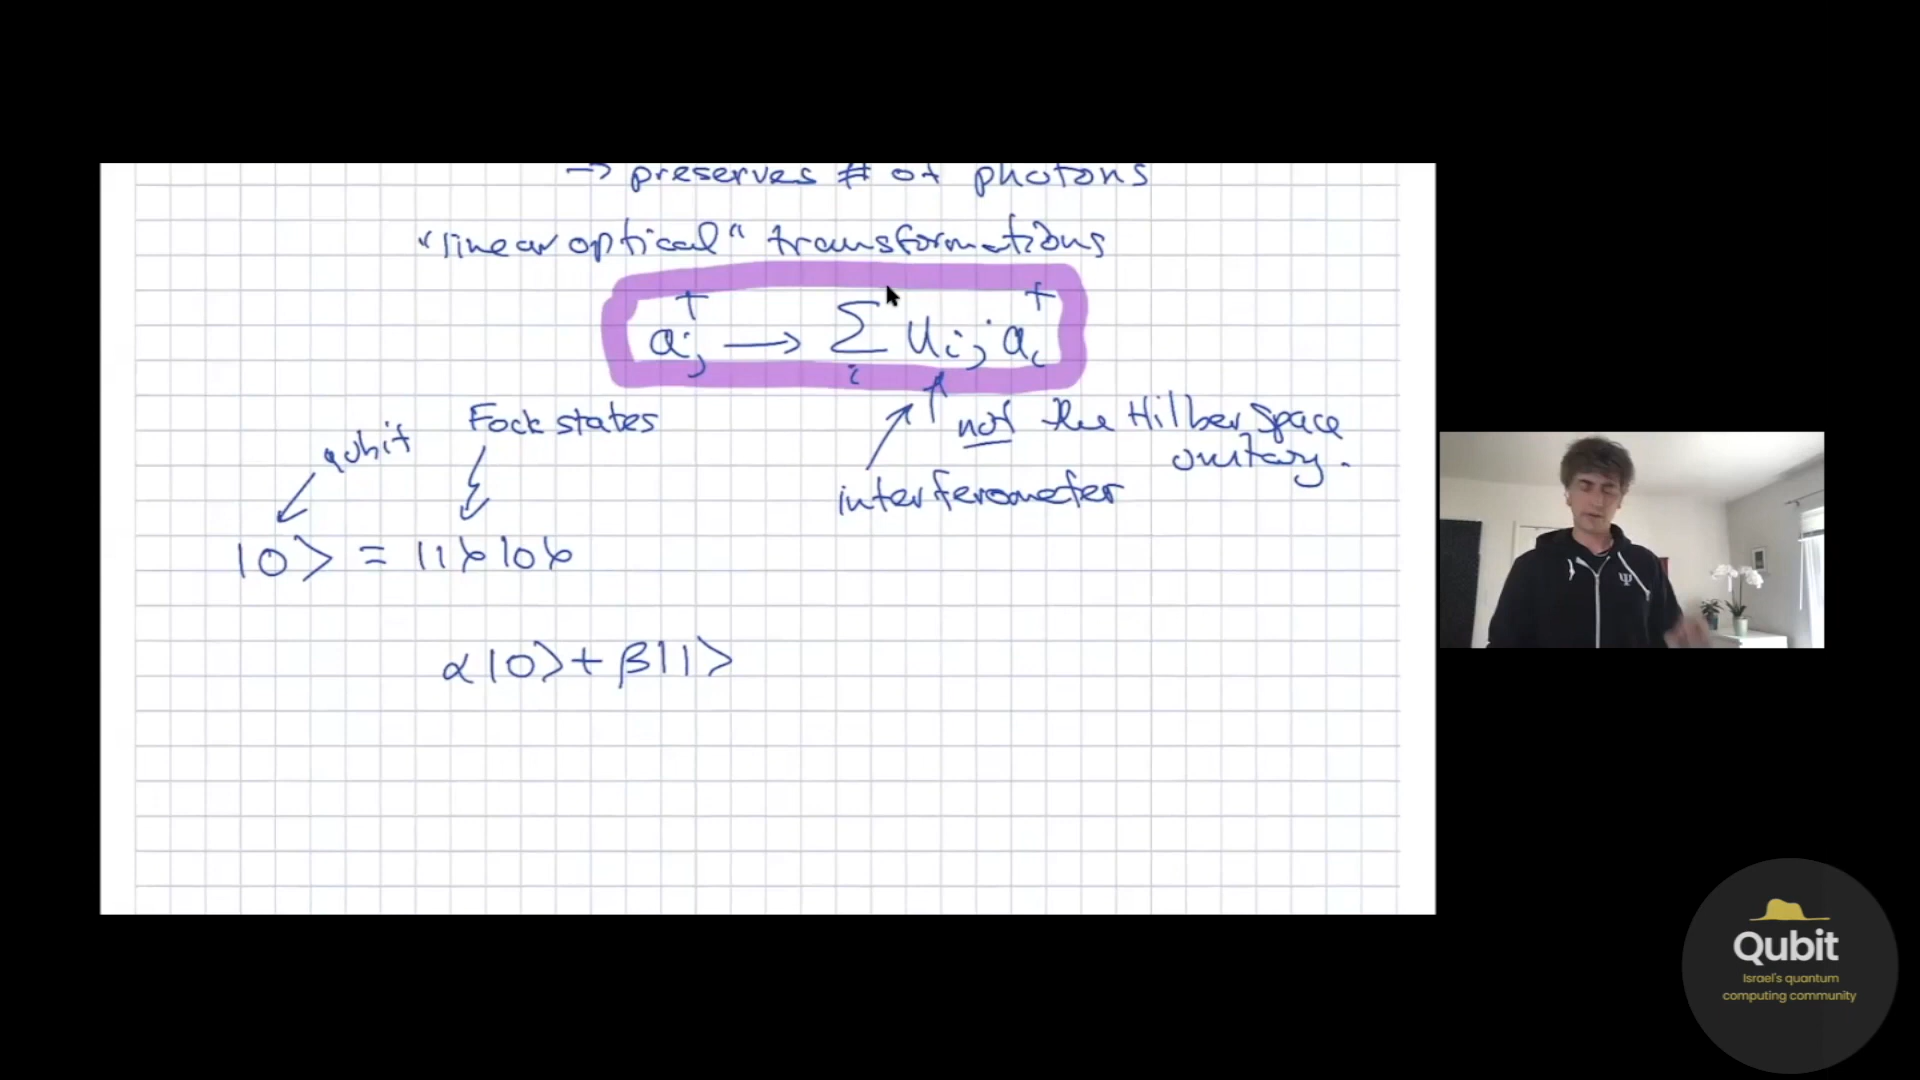 → preserves # of photons
"linear optical" transformations
a†j → Σi Uij a†i
qubit
Fock states
not the Hilber Space
unitary.
interferometer
|0⟩ = |1⟩|0⟩
α|0⟩ + β|1⟩
Ψ
Qubit
Israel's quantum
computing community